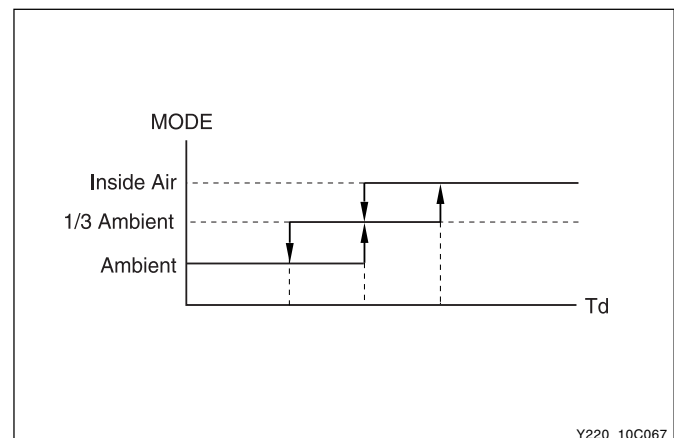 MODE
Inside Air
1/3 Ambient
Ambient
Td
Y220_10C067